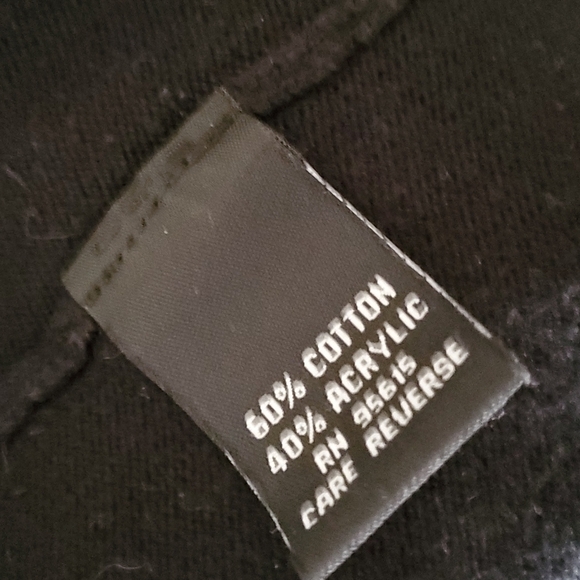 60% COTTON
40% ACRYLIC
RN 95615
CARE REVERSE